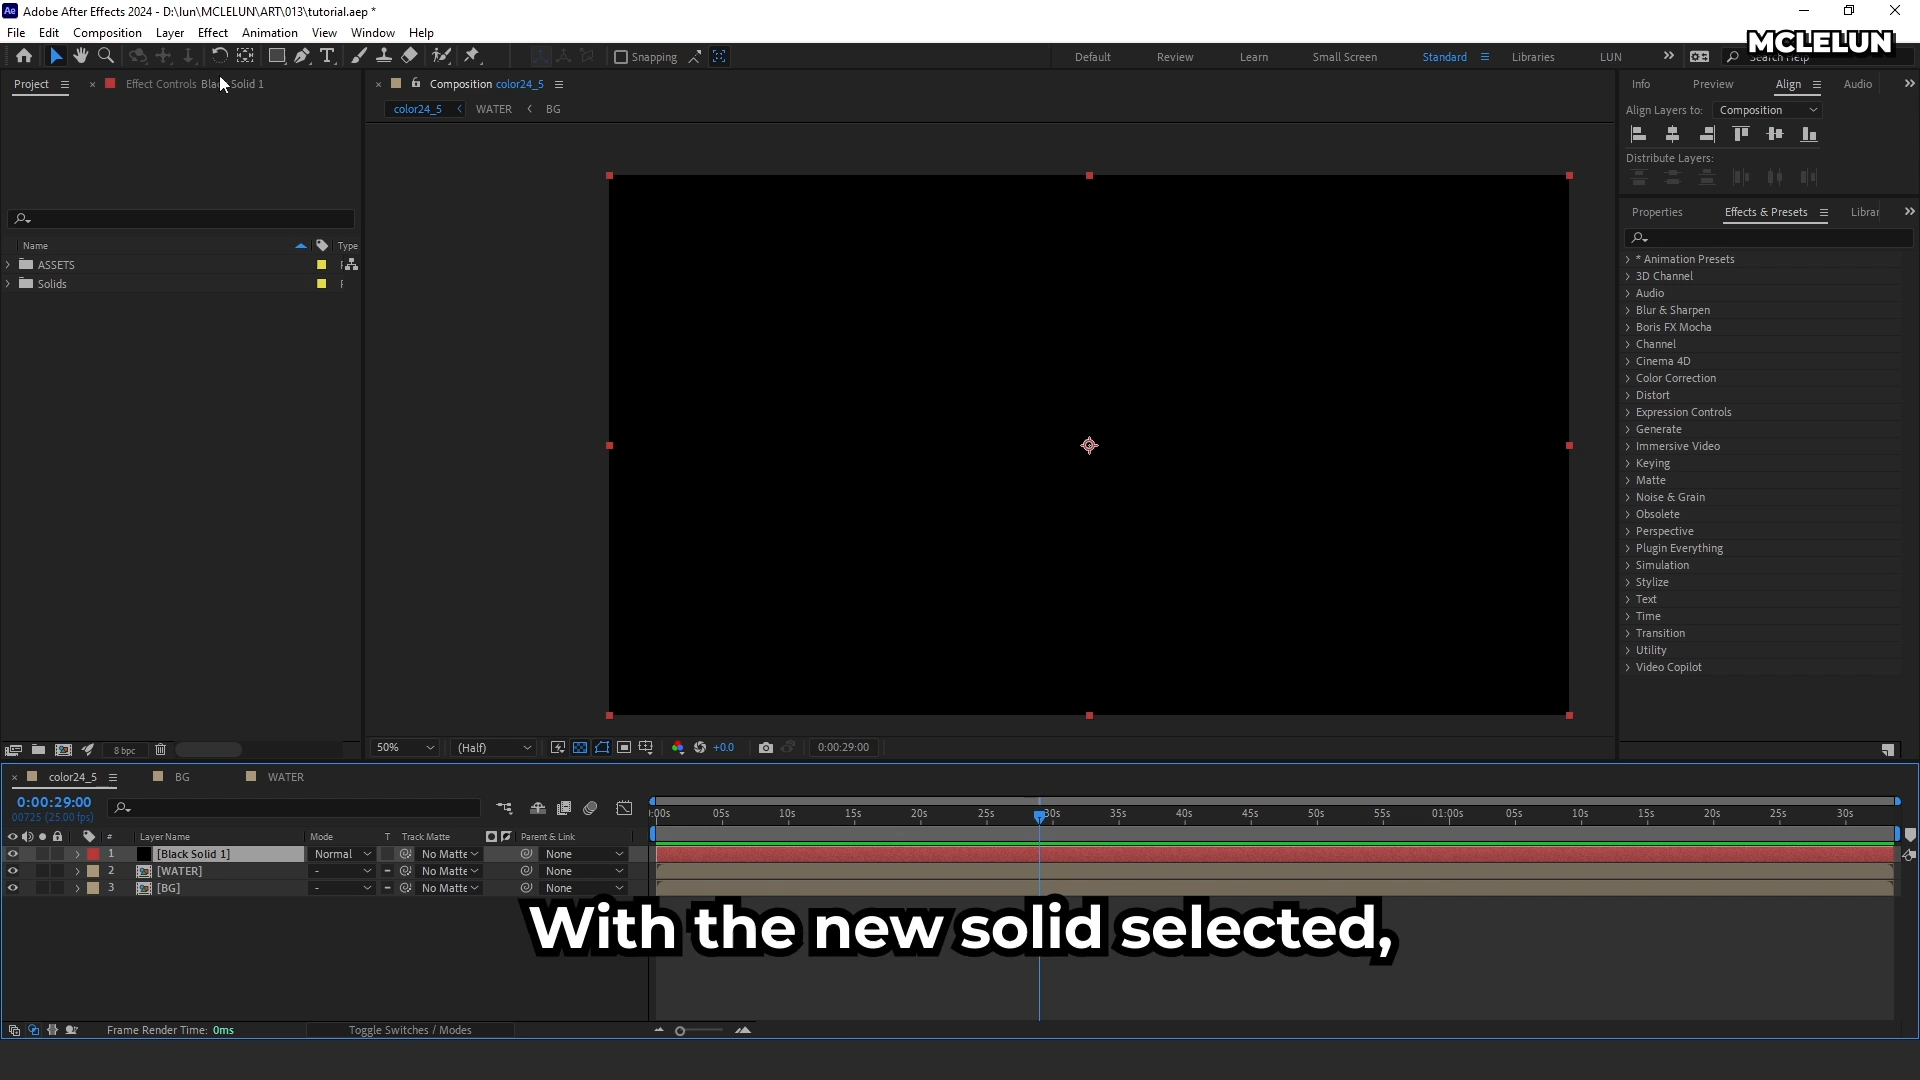 Ae Adobe After Effects 2024 - D:\lun\MCLELUN\ART\013\tutorial.aep *
File Edit Composition Layer Effect Animation View Window Help
MCLELUN
Snapping Default Review Learn Small Screen Standard Libraries LUN Search Help
Project Effect Controls Black Solid 1
Composition color24_5
color24_5 WATER BG
Info Preview Align Audio
Align Layers to: Composition
Distribute Layers:
Properties Effects & Presets Librar
Name Type
ASSETS
Solids
* Animation Presets
3D Channel
Audio
Blur & Sharpen
Boris FX Mocha
Channel
Cinema 4D
Color Correction
Distort
Expression Controls
Generate
Immersive Video
Keying
Matte
Noise & Grain
Obsolete
Perspective
Plugin Everything
Simulation
Stylize
Text
Time
Transition
Utility
Video Copilot
8 bpc
50% (Half) +0.0 0:00:29:00
color24_5 BG WATER
0:00:29:00
00725 (25.00 fps)
:00s 05s 10s 15s 20s 25s 30s 35s 40s 45s 50s 55s 01:00s 05s 10s 15s 20s 25s 30s
# Layer Name Mode T Track Matte Parent & Link
1 [Black Solid 1] Normal No Matte None
2 [WATER] - No Matte None
3 [BG] - No Matte None
With the new solid selected,
Frame Render Time: 0ms Toggle Switches / Modes